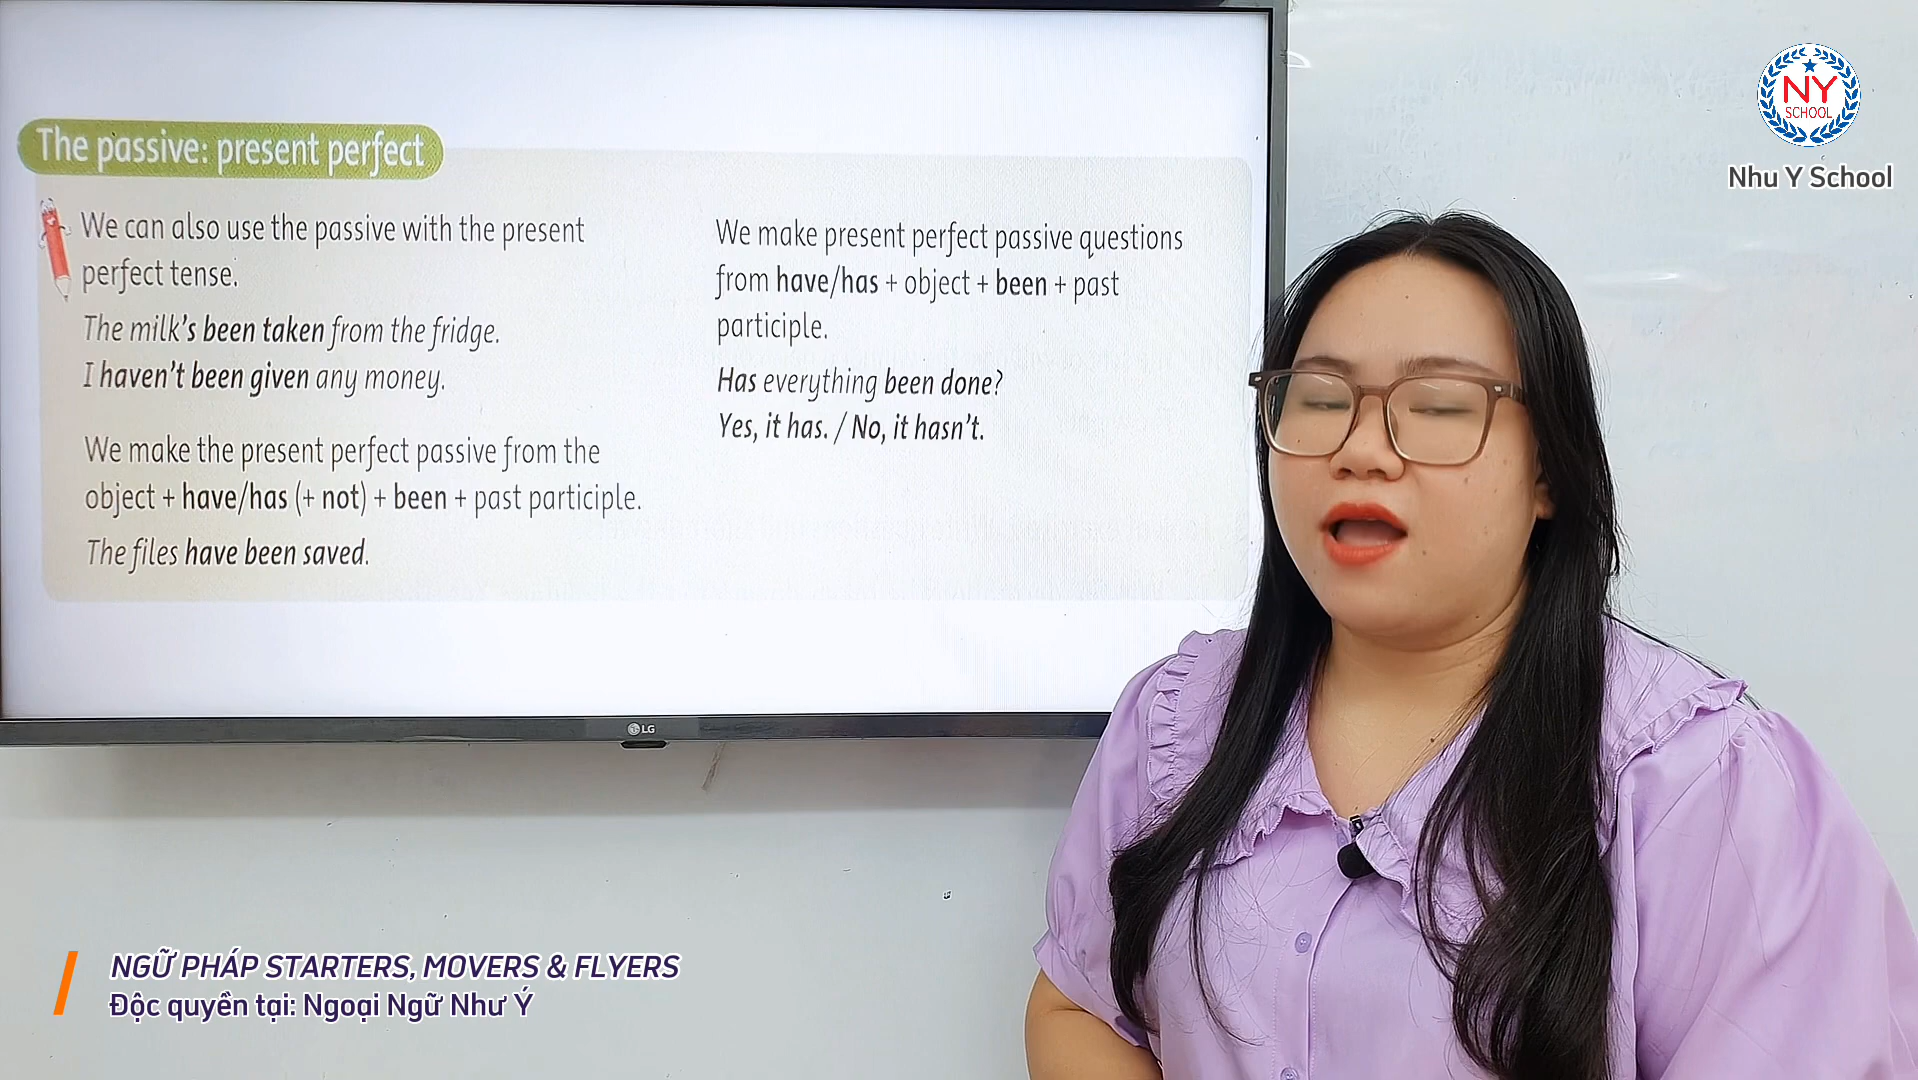 The passive: present perfect
We can also use the passive with the present
perfect tense.
The milk's been taken from the fridge.
I haven't been given any money.
We make the present perfect passive from the
object + have/has (+ not) + been + past participle.
The files have been saved.
We make present perfect passive questions
from have/has + object + been + past
participle.
Has everything been done?
Yes, it has. / No, it hasn't.
LG
NY
SCHOOL
Nhu Y School
NGỮ PHÁP STARTERS, MOVERS & FLYERS
Độc quyền tại: Ngoại Ngữ Như Ý